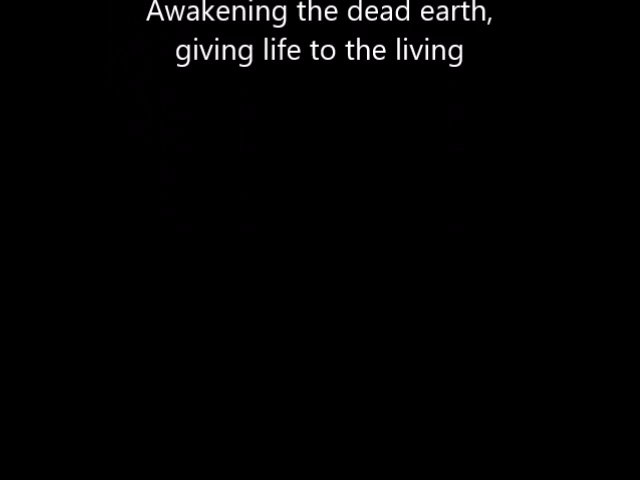 Awakening the dead earth,
giving life to the living